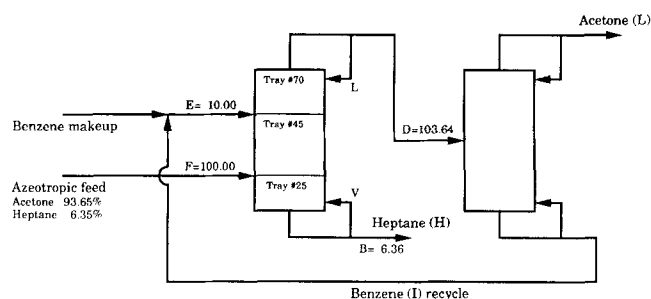 Acetone (L)
Tray #70
L
E= 10.00
Benzene makeup
Tray #45
D=103.64
F=100.00
Azeotropic feed
Acetone 93.65%
Heptane 6.35%
Tray #25
V
Heptane (H)
B= 6.36
Benzene (I) recycle